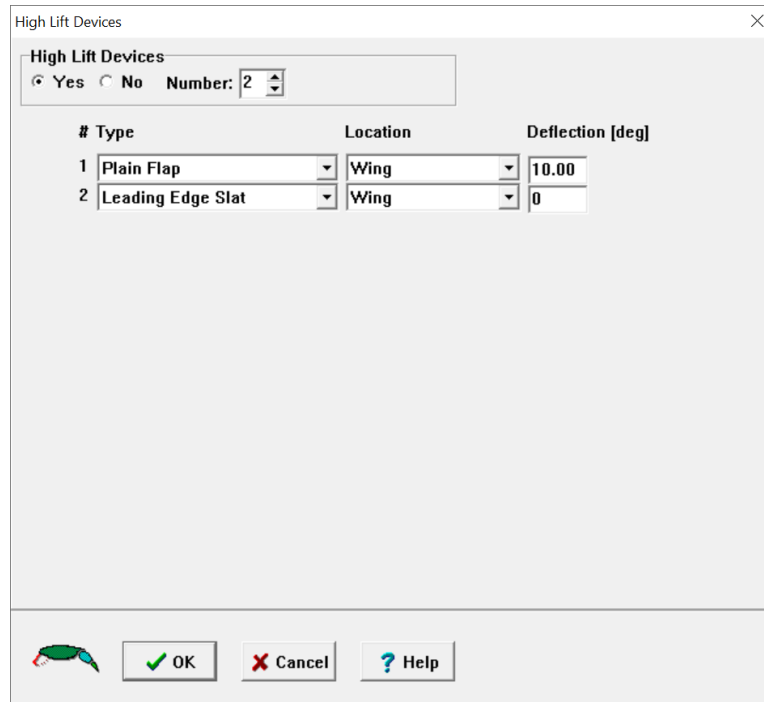 High Lift Devices
High Lift Devices
Yes No Number: 2
# Type Location Deflection [deg]
1 Plain Flap Wing 10.00
2 Leading Edge Slat Wing 0
OK Cancel ? Help